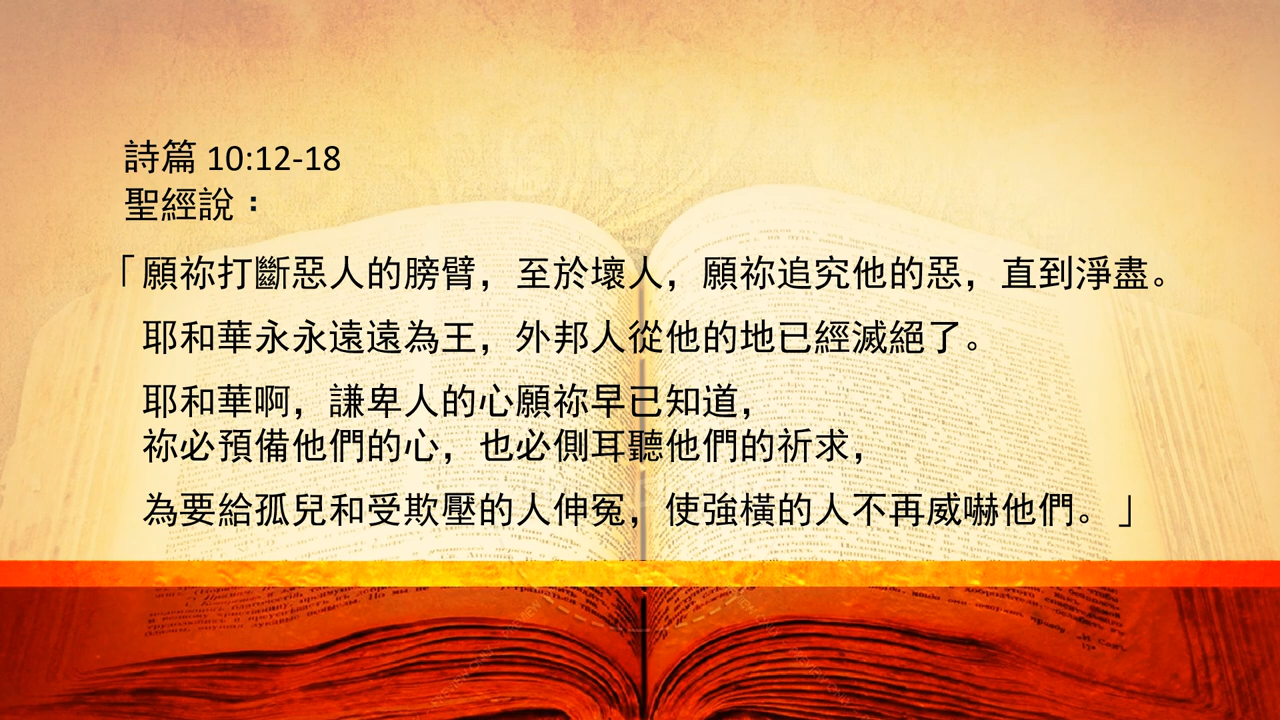 詩篇 10:12-18
聖經說：
「願祢打斷惡人的膀臂，至於壞人，願祢追究他的惡，直到淨盡。
耶和華永永遠遠為王，外邦人從他的地已經滅絕了。
耶和華啊，謙卑人的心願祢早已知道，
祢必預備他們的心，也必側耳聽他們的祈求，
為要給孤兒和受欺壓的人伸冤，使強橫的人不再威嚇他們。」